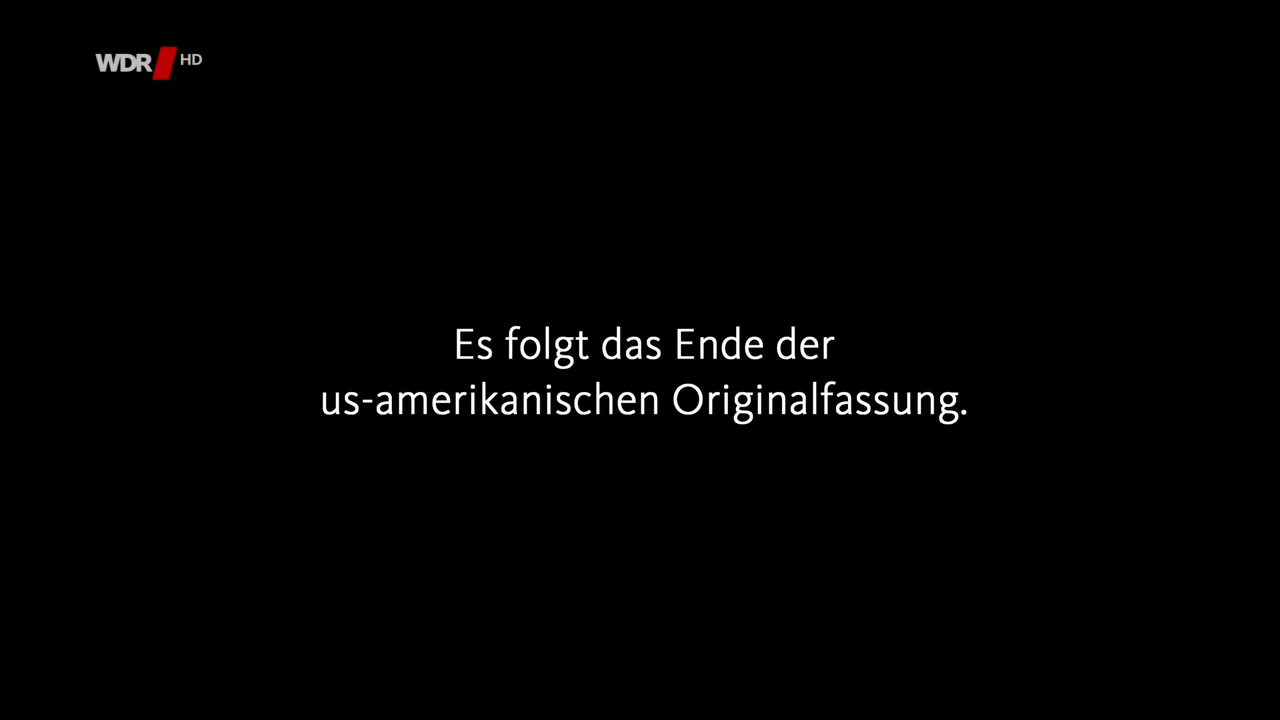 WDR HD
Es folgt das Ende der
us-amerikanischen Originalfassung.